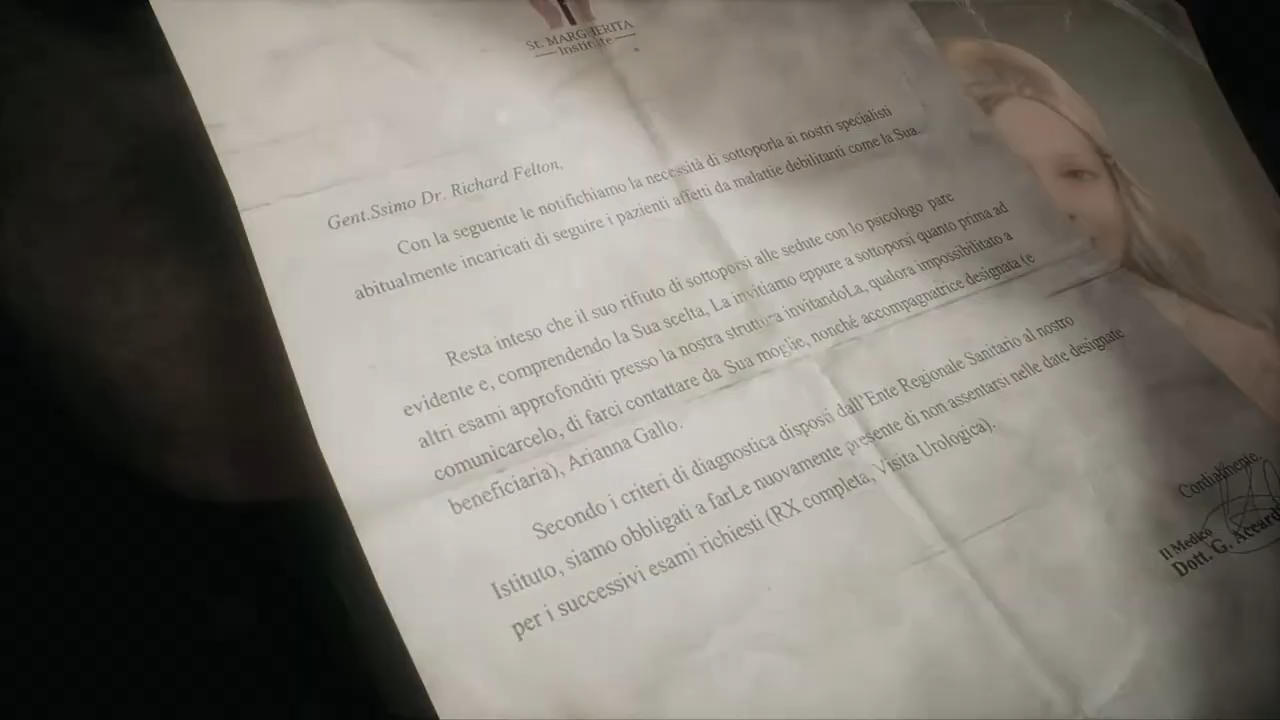 St. MARGHERITA
Institute
Gent.Ssimo Dr. Richard Felton,
Con la seguente le notifichiamo la necessità di sottoporla ai nostri specialisti
abitualmente incaricati di seguire i pazienti affetti da malattie debilitanti come la Sua.
Resta inteso che il suo rifiuto di sottoporsi alle sedute con lo psicologo pare
evidente e, comprendendo la Sua scelta, La invitiamo eppure a sottoporsi quanto prima ad
altri esami approfonditi presso la nostra struttura invitandoLa, qualora impossibilitato a
comunicarcelo, di farci contattare da Sua moglie, nonché accompagnatrice designata (e
beneficiaria), Arianna Gallo.
Secondo i criteri di diagnostica disposti dall'Ente Regionale Sanitario al nostro
Istituto, siamo obbligati a farLe nuovamente presente di non assentarsi nelle date designate
per i successivi esami richiesti (RX completa, Visita Urologica).
Cordialmente,
Il Medico
Dott. G.